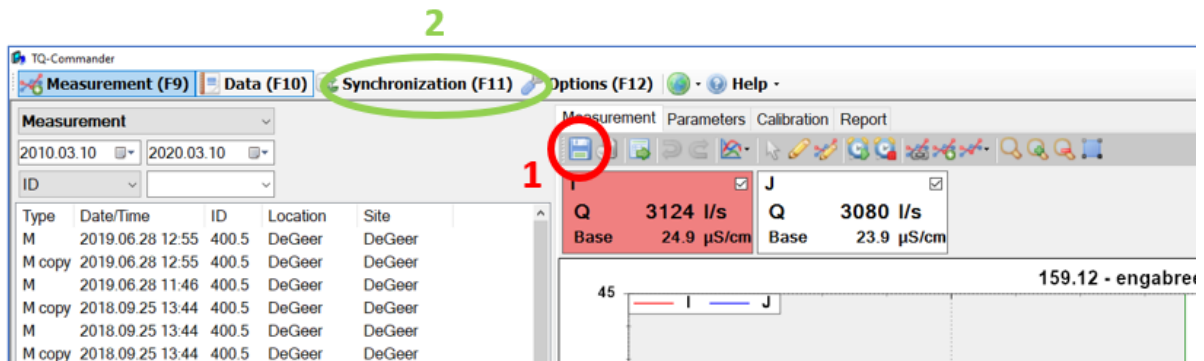 2
TQ-Commander
Measurement (F9) Data (F10) Synchronization (F11) Options (F12) Help
Measurement
2010.03.10 2020.03.10
ID
Type Date/Time ID Location Site
M 2019.06.28 12:55 400.5 DeGeer DeGeer
M copy 2019.06.28 12:55 400.5 DeGeer DeGeer
M 2019.06.28 11:46 400.5 DeGeer DeGeer
M copy 2018.09.25 13:44 400.5 DeGeer DeGeer
M 2018.09.25 13:44 400.5 DeGeer DeGeer
M copy 2018.09.25 13:44 400.5 DeGeer DeGeer
Measurement Parameters Calibration Report
1
I
Q 3124 l/s
Base 24.9 µS/cm
J
Q 3080 l/s
Base 23.9 µS/cm
159.12 - engabree
45
I J